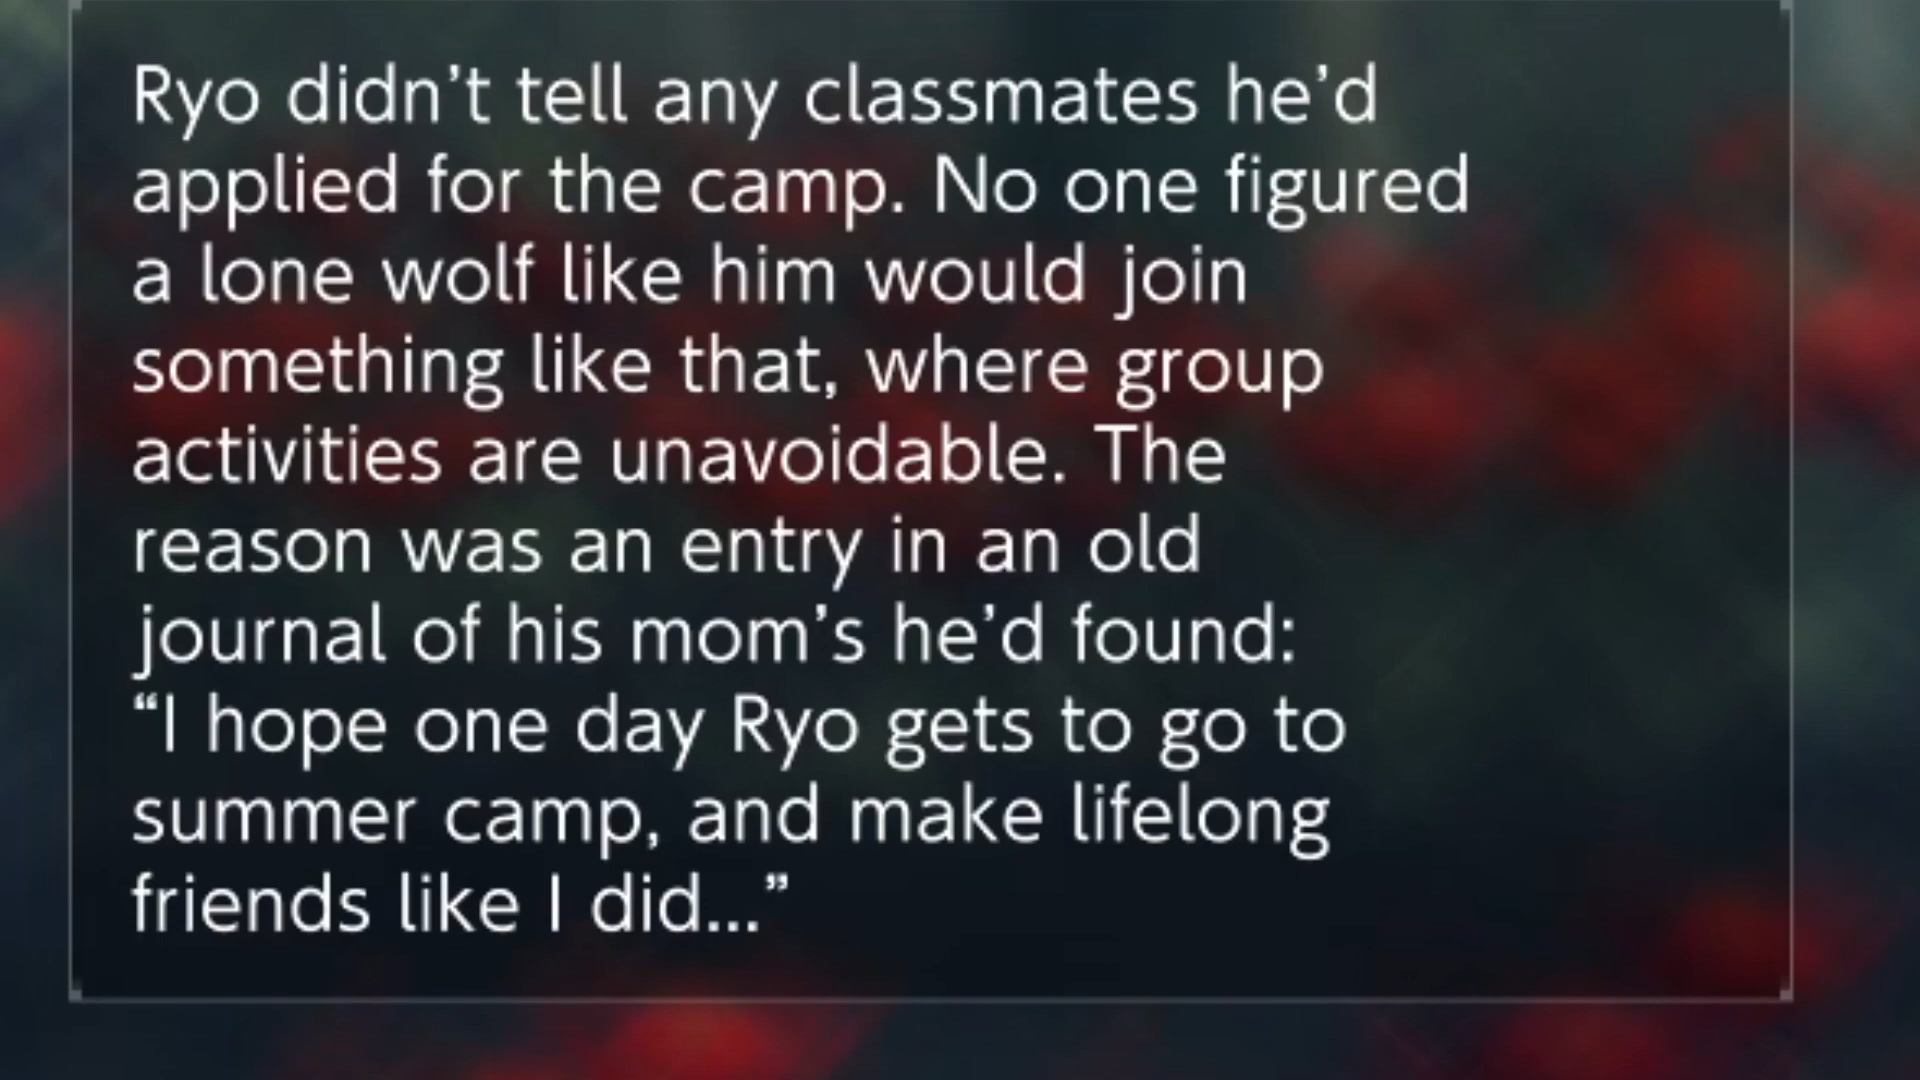 Ryo didn’t tell any classmates he’d
applied for the camp. No one figured
a lone wolf like him would join
something like that, where group
activities are unavoidable. The
reason was an entry in an old
journal of his mom’s he’d found:
“I hope one day Ryo gets to go to
summer camp, and make lifelong
friends like I did...”